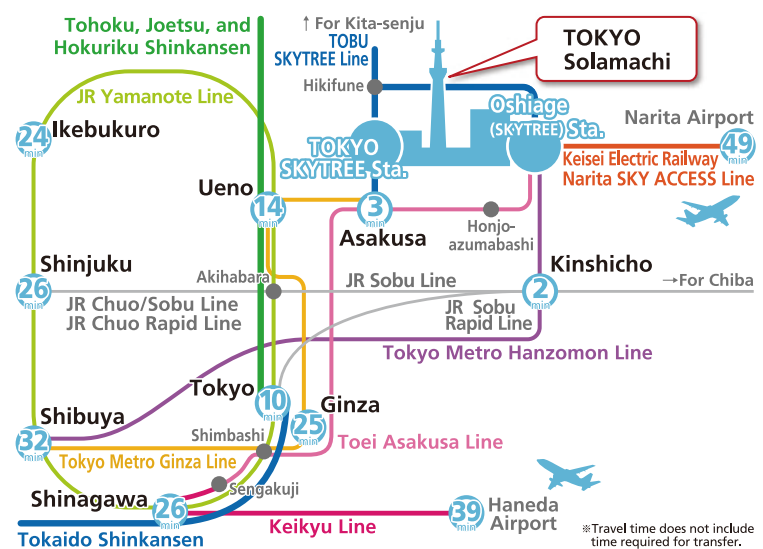 Tohoku, Joetsu, and
Hokuriku Shinkansen
↑ For Kita-senju
TOBU
SKYTREE Line
TOKYO
Solamachi
Hikifune
JR Yamanote Line
Oshiage
(SKYTREE) Sta.
Narita Airport
24
min
Ikebukuro
TOKYO
SKYTREE Sta.
49
min
Keisei Electric Railway
Narita SKY ACCESS Line
Ueno
14
min
3
min
Asakusa
Honjo-
azumabashi
Shinjuku
26
min
Akihabara
JR Sobu Line
Kinshicho
2
min
→For Chiba
JR Chuo/Sobu Line
JR Chuo Rapid Line
JR Sobu
Rapid Line
Tokyo Metro Hanzomon Line
Tokyo
10
min
Shibuya
32
min
Ginza
25
min
Shimbashi
Toei Asakusa Line
Tokyo Metro Ginza Line
Sengakuji
Shinagawa
26
min
39
min
Haneda
Airport
Keikyu Line
Tokaido Shinkansen
※Travel time does not include
time required for transfer.